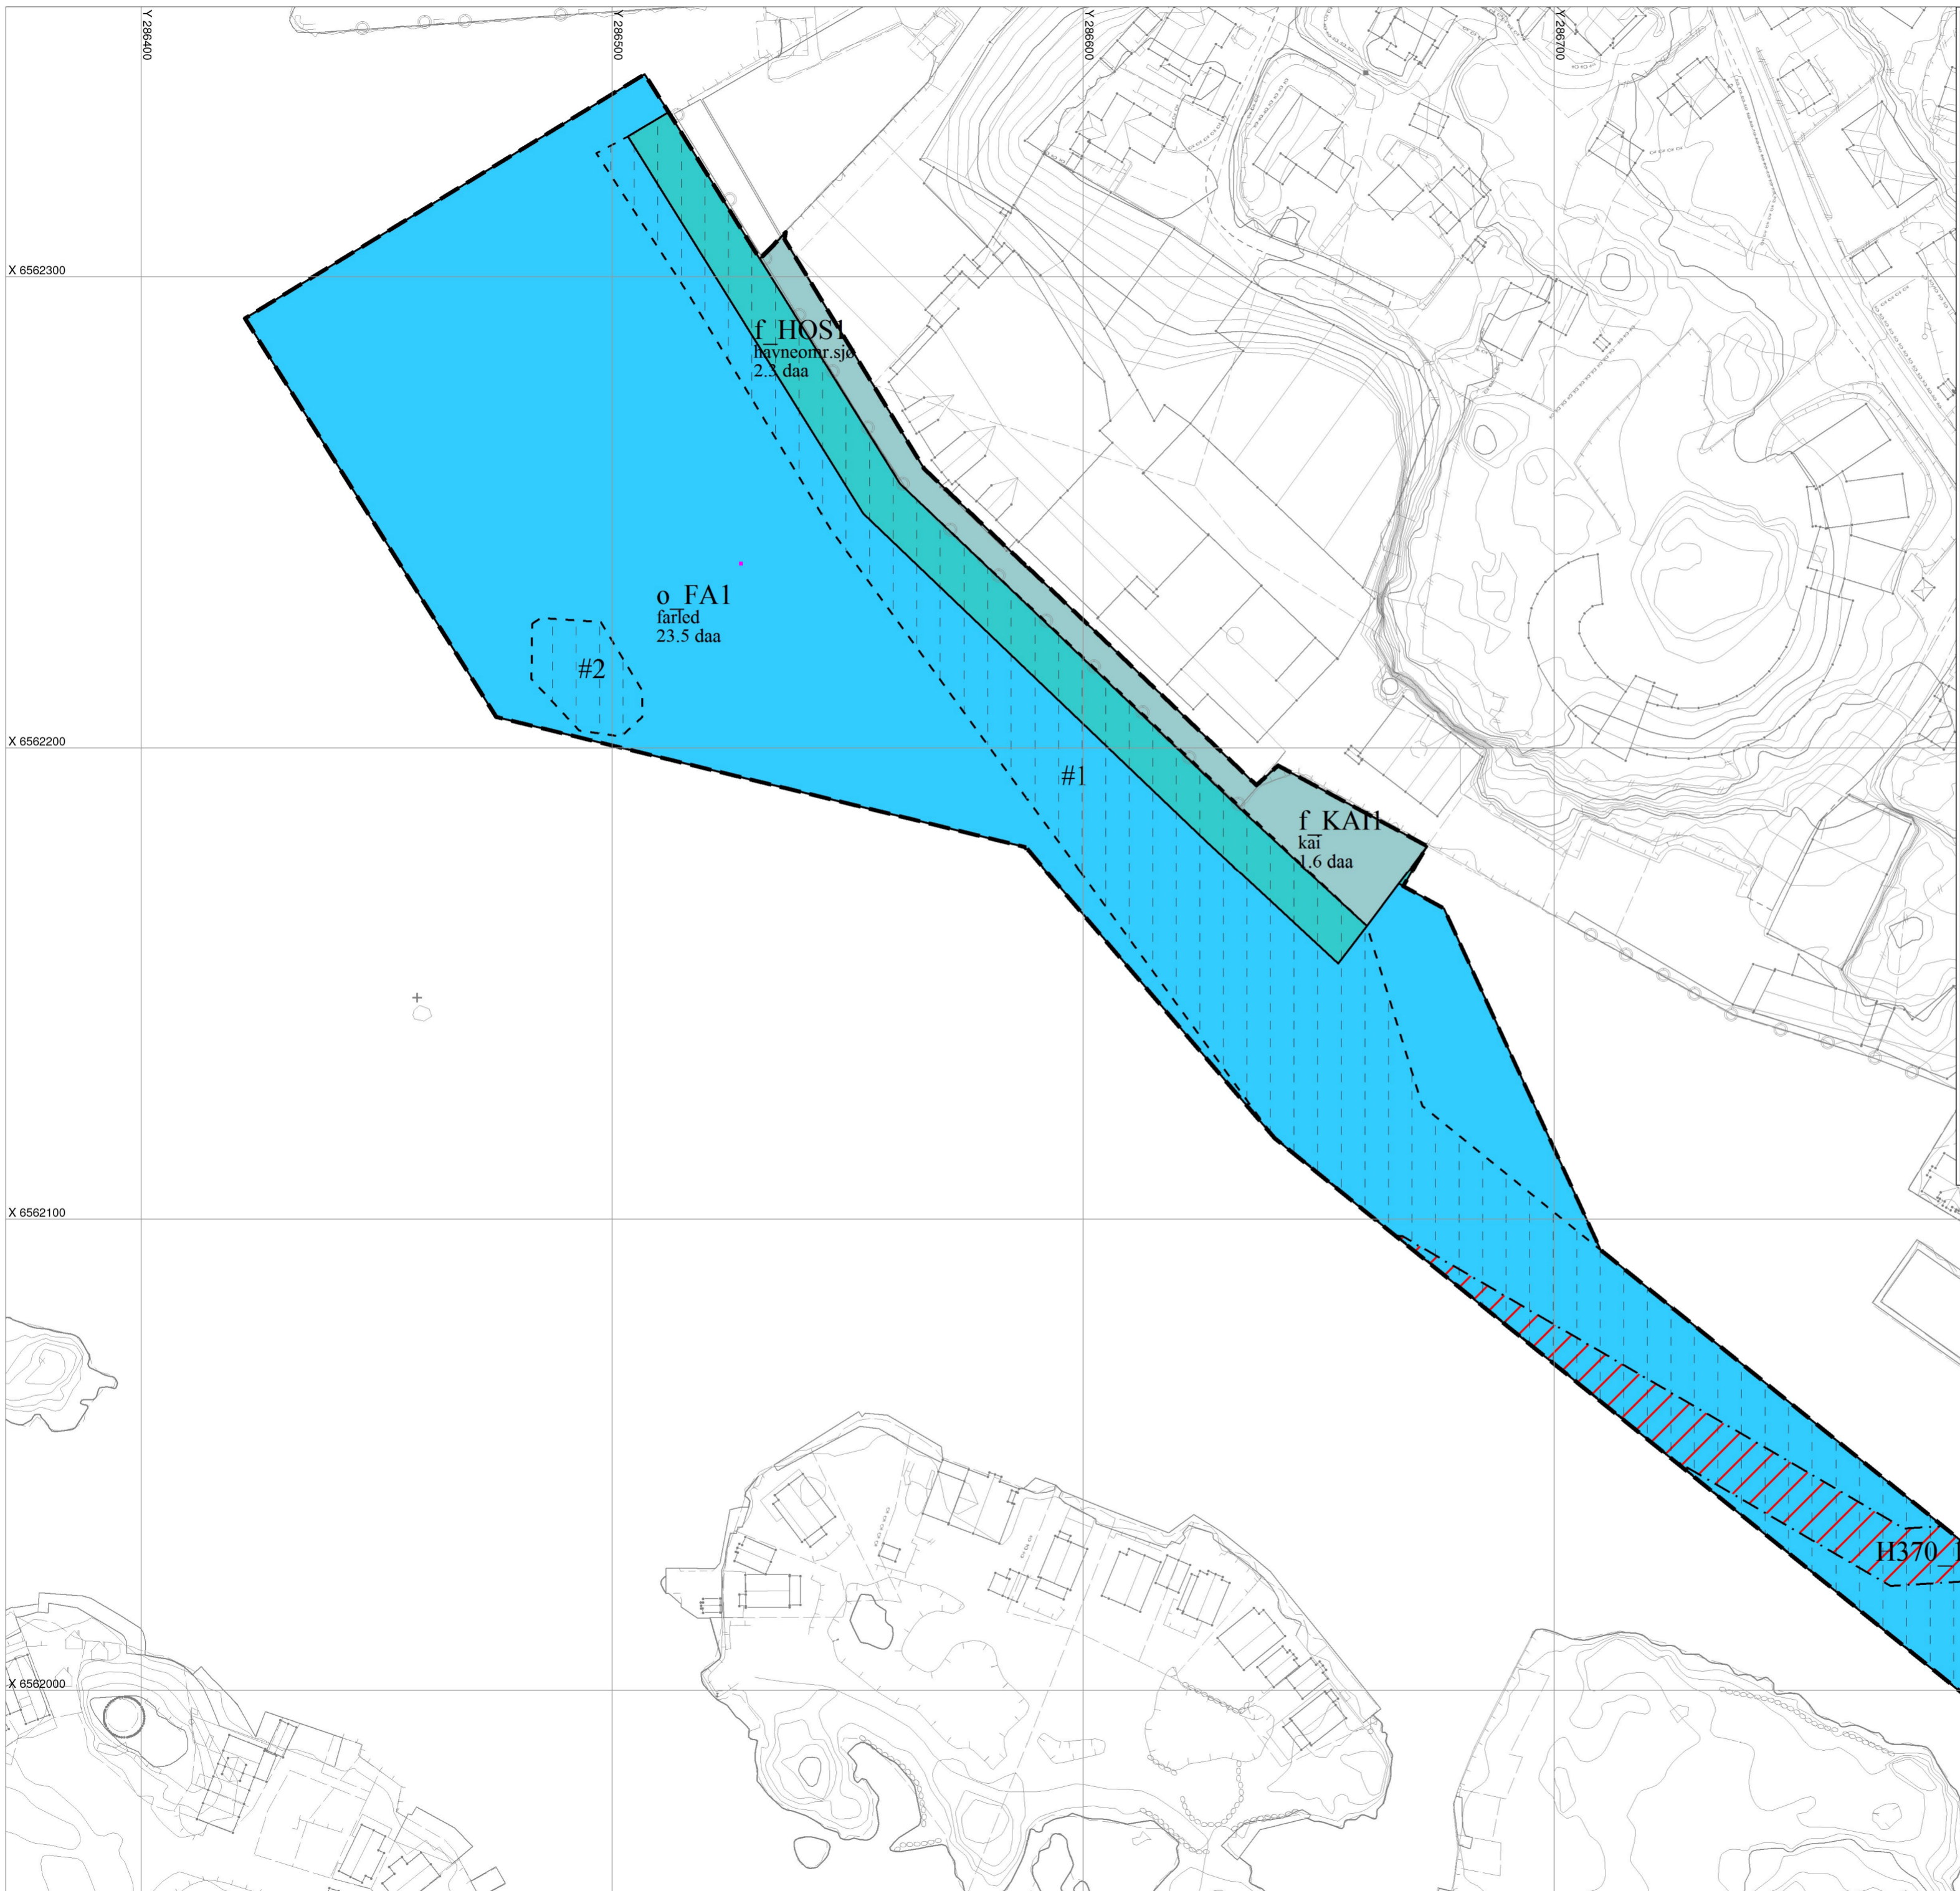 Y 286400
Y 286500
Y 286600
Y 286700
X 6562300
f_HOS1
havneomr.sjø
2.3 daa
o_FA1
farled
23.5 daa
#2
X 6562200
#1
f_KAI1
kai
1.6 daa
X 6562100
H370_
X 6562000